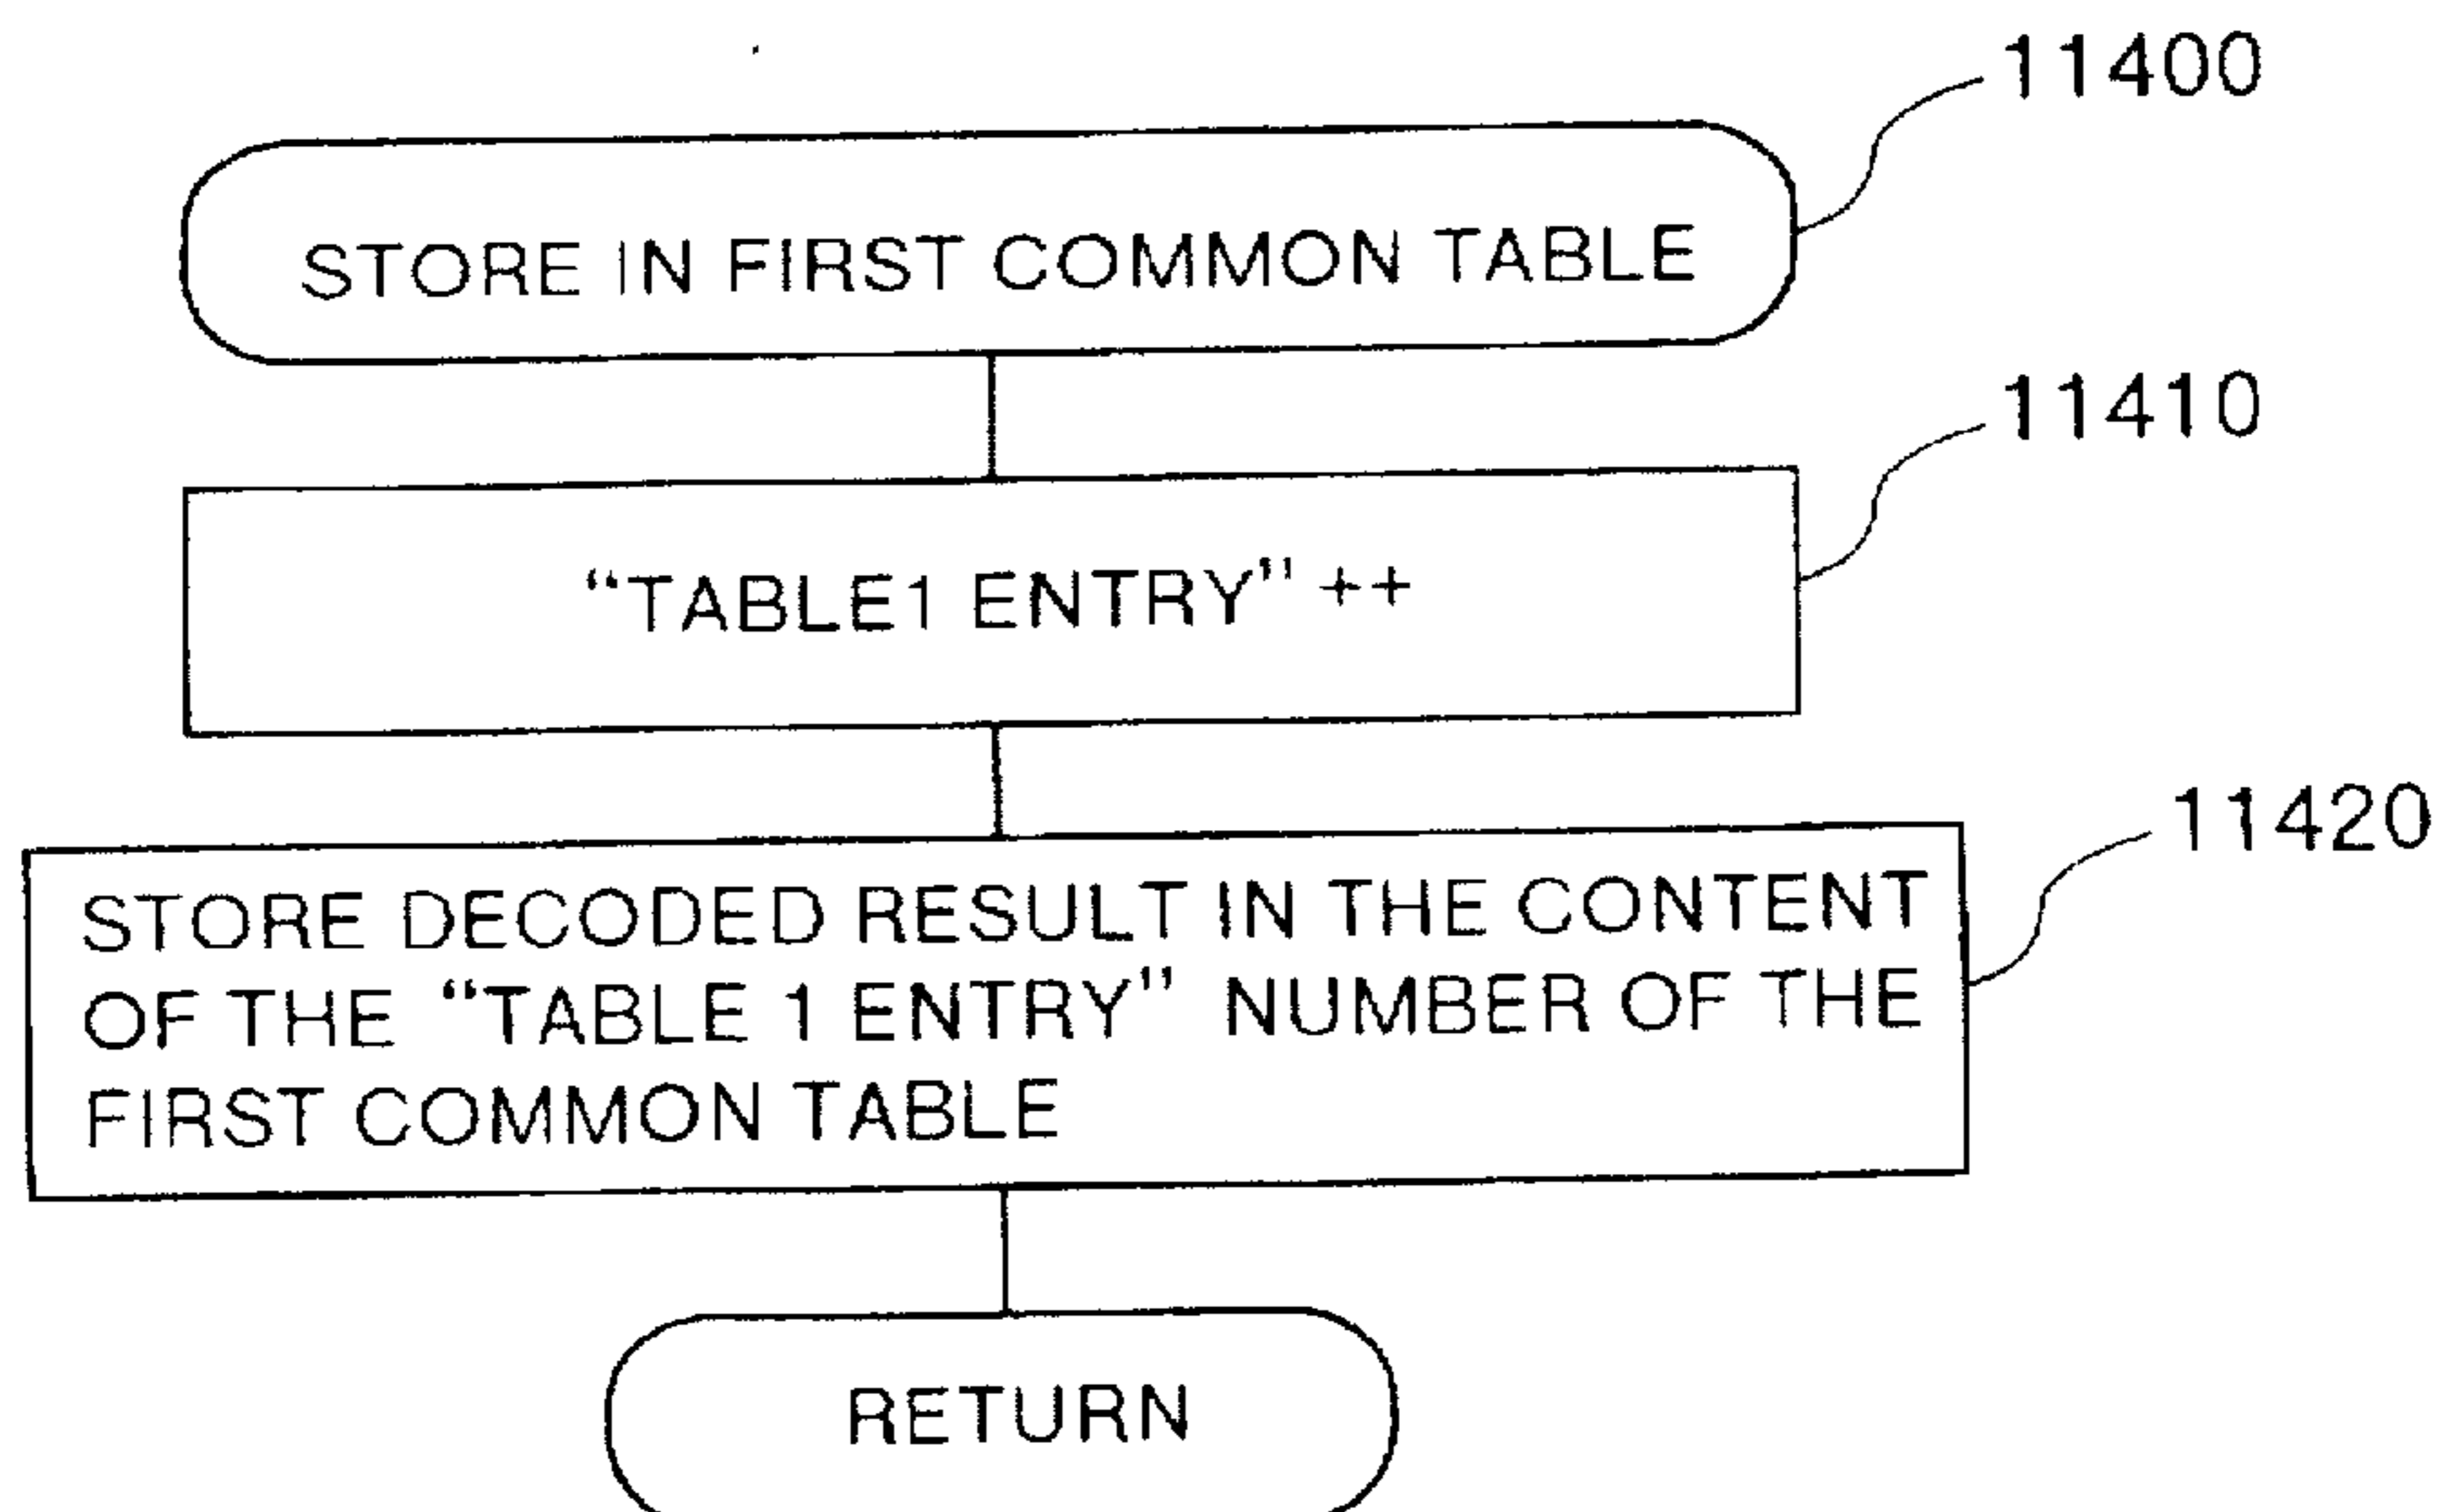 11400
STORE IN FIRST COMMON TABLE
11410
“TABLE1 ENTRY” ++
11420
STORE DECODED RESULT IN THE CONTENT
OF THE “TABLE 1 ENTRY” NUMBER OF THE
FIRST COMMON TABLE
RETURN